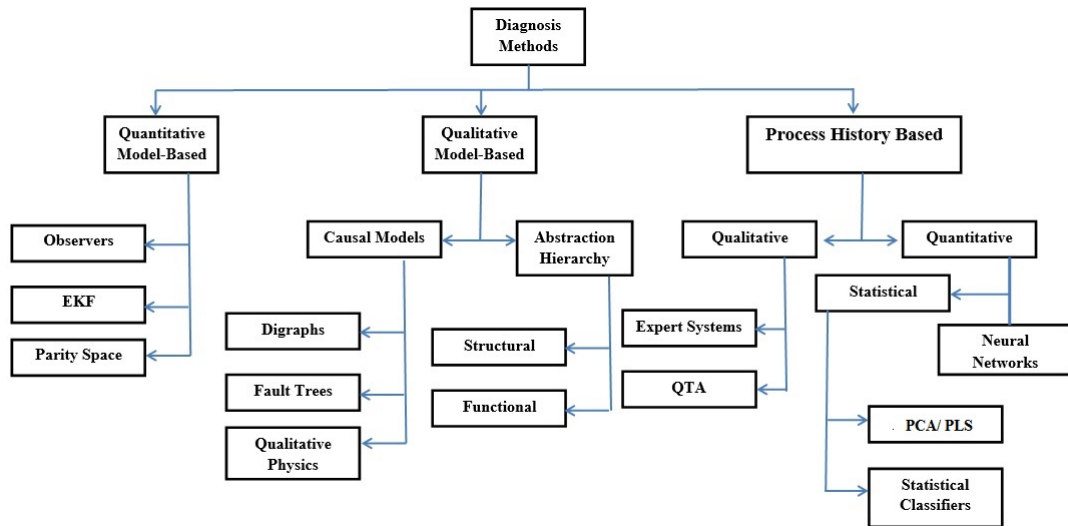 Diagnosis
Methods
Quantitative
Model-Based
Qualitative
Model-Based
Process History Based
Observers
EKF
Parity Space
Causal Models
Abstraction
Hierarchy
Digraphs
Fault Trees
Qualitative
Physics
Structural
Functional
Qualitative
Quantitative
Expert Systems
QTA
Statistical
Neural
Networks
PCA/ PLS
Statistical
Classifiers